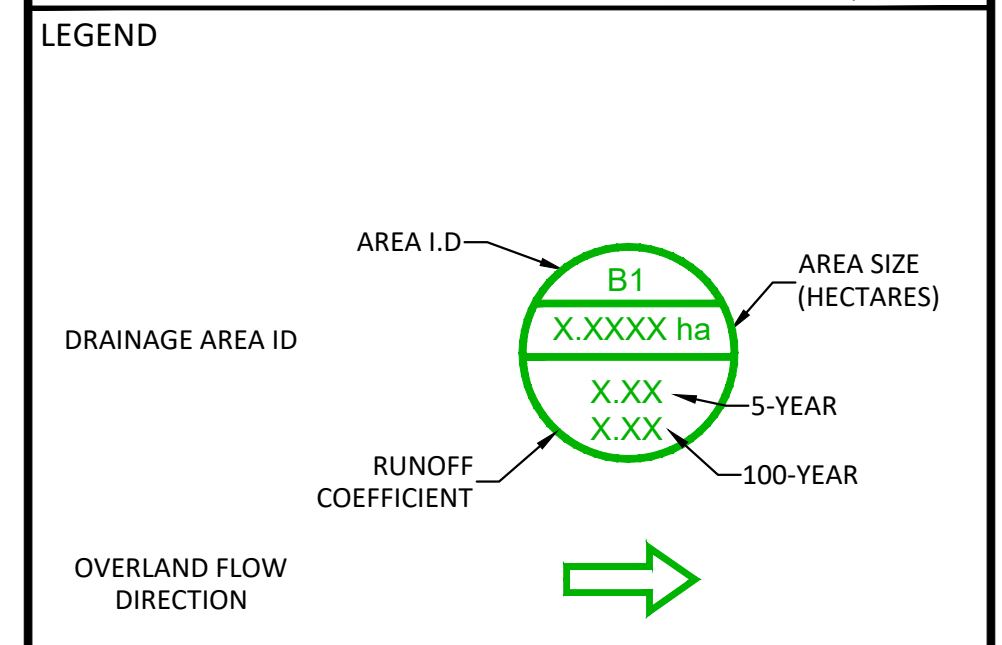 LEGEND
AREA I.D
B1
AREA SIZE
(HECTARES)
X.XXXX ha
DRAINAGE AREA ID
X.XX
5-YEAR
X.XX
100-YEAR
RUNOFF
COEFFICIENT
OVERLAND FLOW
DIRECTION